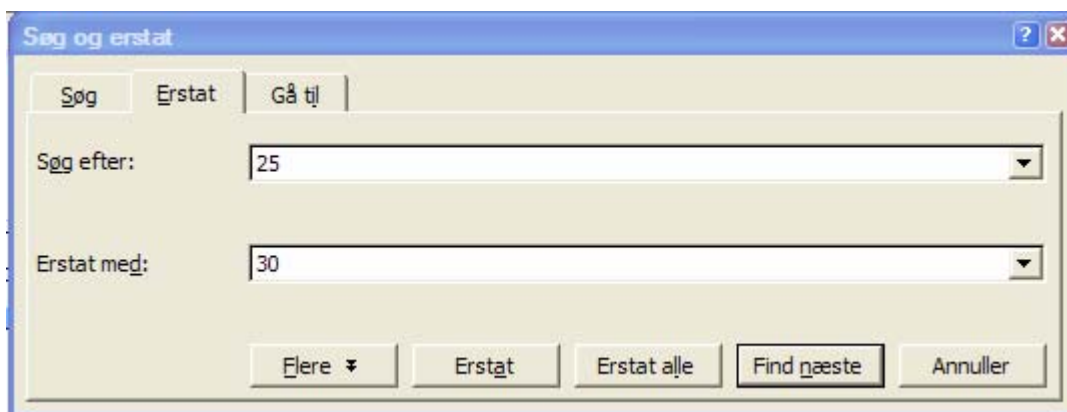 Søg og erstat
Søg Erstat Gå til
Søg efter: 25
Erstat med: 30
Flere Erstat Erstat alle Find næste Annuller